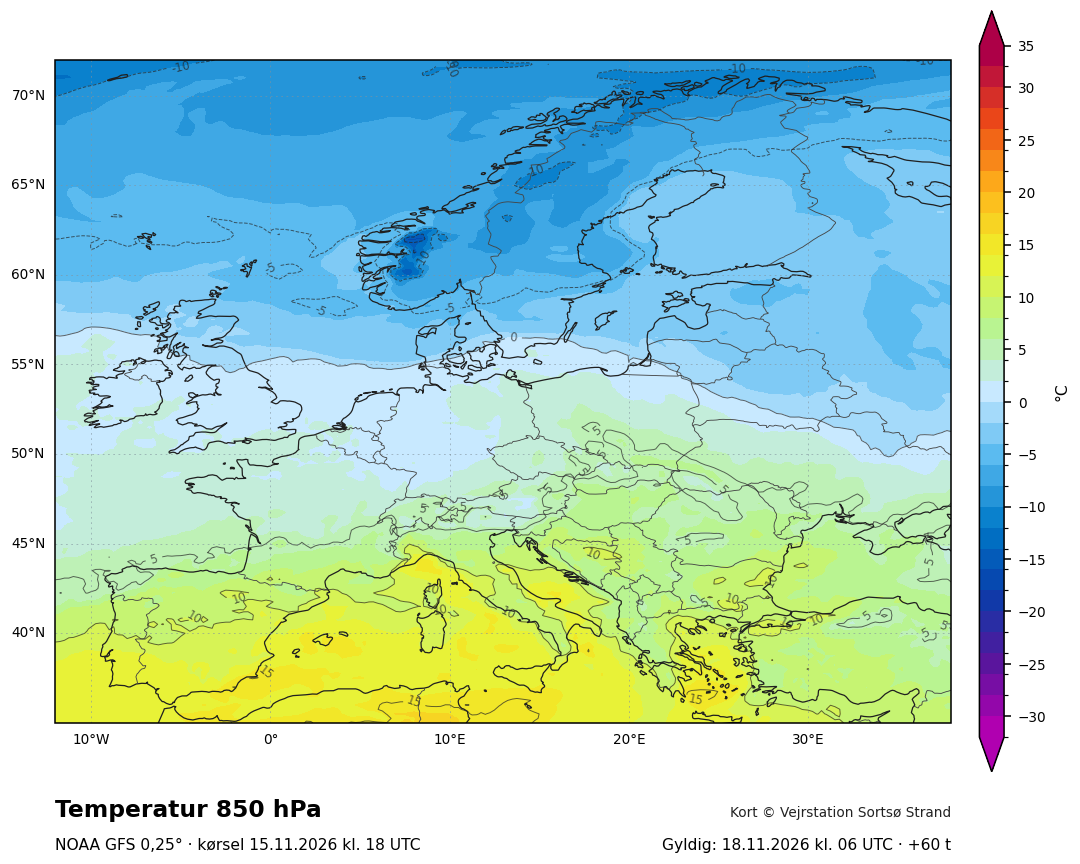 35
30
25
20
15
10
5
0
−5
−10
−15
−20
−25
−30
°C
70°N
65°N
60°N
55°N
50°N
45°N
40°N
10°W
0°
10°E
20°E
30°E
Temperatur 850 hPa
Kort © Vejrstation Sortsø Strand
NOAA GFS 0,25° · kørsel 15.11.2026 kl. 18 UTC
Gyldig: 18.11.2026 kl. 06 UTC · +60 t